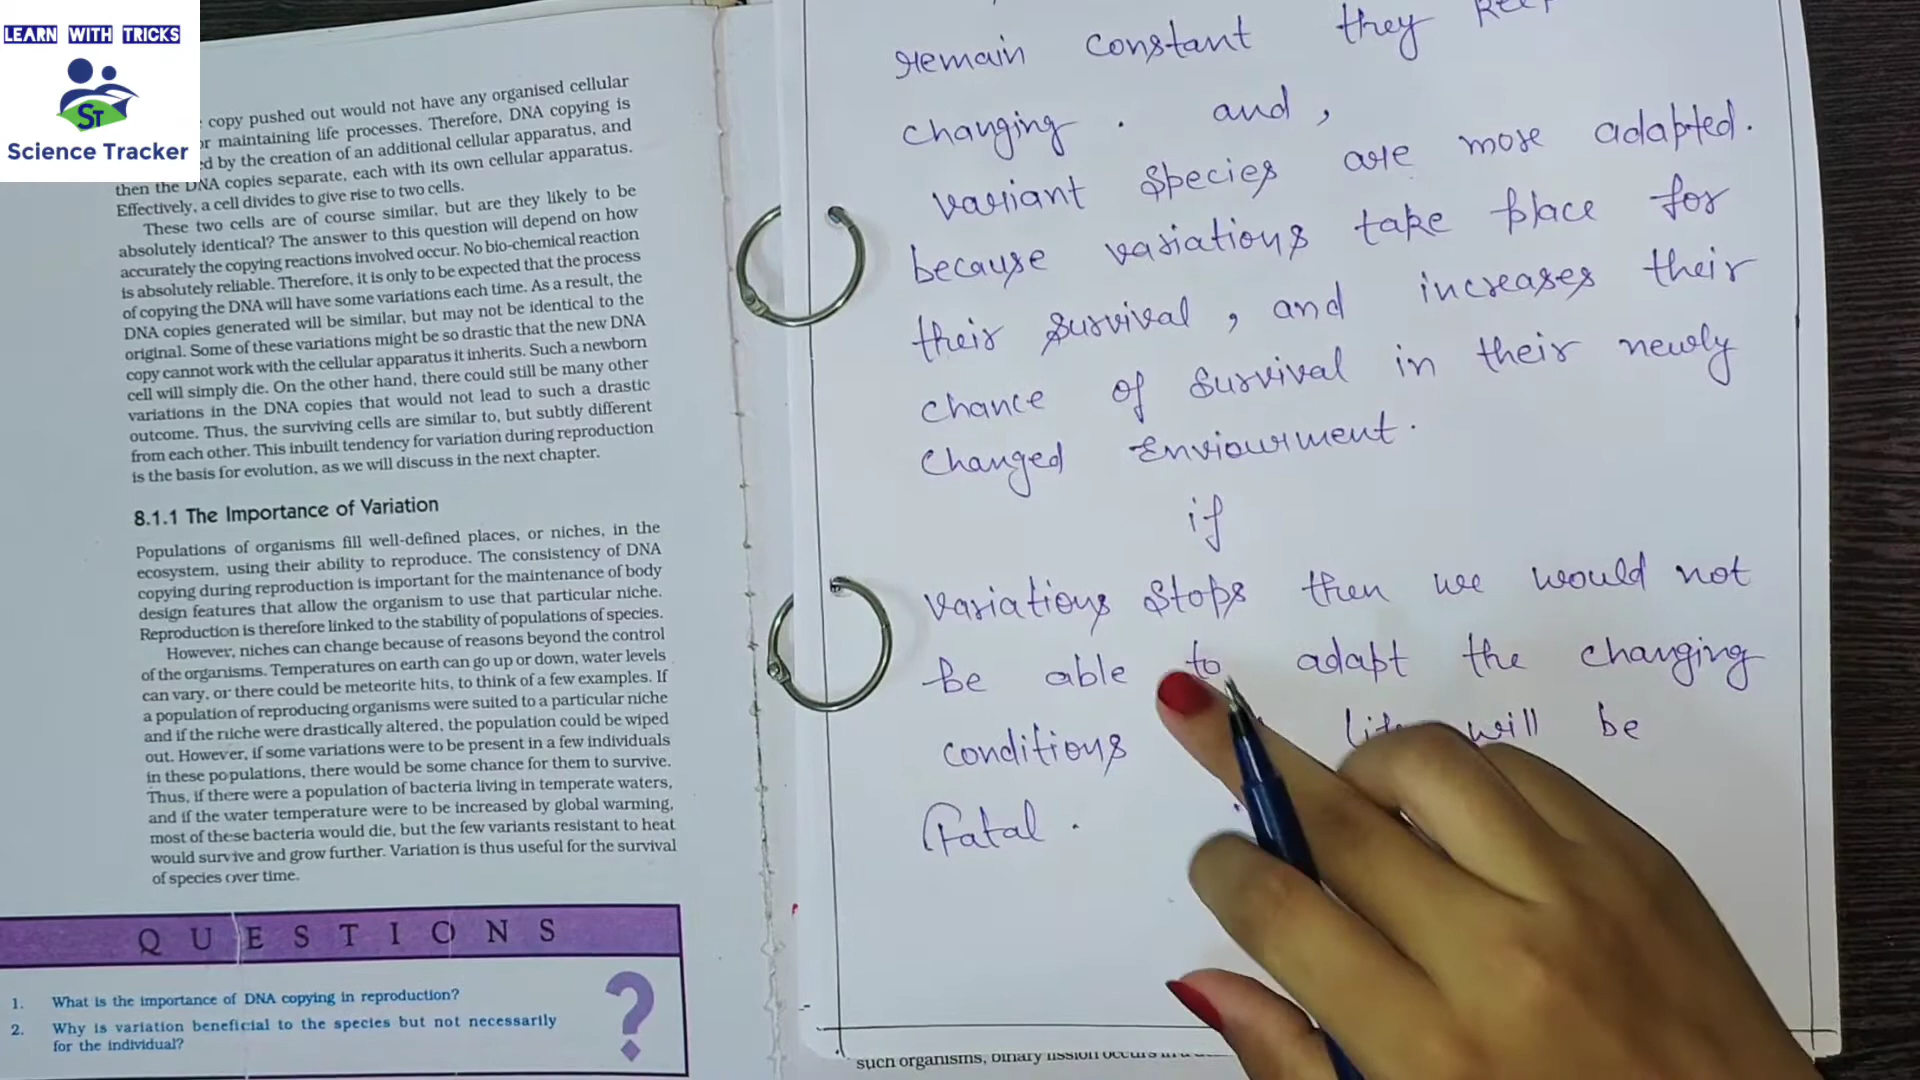 LEARN WITH TRICKS
ST
Science Tracker
copy pushed out would not have any organised cellular
or maintaining life processes. Therefore, DNA copying is
by the creation of an additional cellular apparatus, and
then the DNA copies separate, each with its own cellular apparatus.
Effectively, a cell divides to give rise to two cells.
These two cells are of course similar, but are they likely to be
absolutely identical? The answer to this question will depend on how
accurately the copying reactions involved occur. No bio-chemical reaction
is absolutely reliable. Therefore, it is only to be expected that the process
of copying the DNA will have some variations each time. As a result, the
DNA copies generated will be similar, but may not be identical to the
original. Some of these variations might be so drastic that the new DNA
copy cannot work with the cellular apparatus it inherits. Such a newborn
cell will simply die. On the other hand, there could still be many other
variations in the DNA copies that would not lead to such a drastic
outcome. Thus, the surviving cells are similar to, but subtly different
from each other. This inbuilt tendency for variation during reproduction
is the basis for evolution, as we will discuss in the next chapter.
8.1.1 The Importance of Variation
Populations of organisms fill well-defined places, or niches, in the
ecosystem, using their ability to reproduce. The consistency of DNA
copying during reproduction is important for the maintenance of body
design features that allow the organism to use that particular niche.
Reproduction is therefore linked to the stability of populations of species.
However, niches can change because of reasons beyond the control
of the organisms. Temperatures on earth can go up or down, water levels
can vary, or there could be meteorite hits, to think of a few examples. If
a population of reproducing organisms were suited to a particular niche
and if the niche were drastically altered, the population could be wiped
out. However, if some variations were to be present in a few individuals
in these populations, there would be some chance for them to survive.
Thus, if there were a population of bacteria living in temperate waters,
and if the water temperature were to be increased by global warming,
most of these bacteria would die, but the few variants resistant to heat
would survive and grow further. Variation is thus useful for the survival
of species over time.
QUESTIONS
?
1. What is the importance of DNA copying in reproduction?
2. Why is variation beneficial to the species but not necessarily
for the individual?
remain constant they
changing . and ,
variant species are more adapted.
because variations take place for
their survival , and increases their
chance of survival in their newly
changed Enviourment.
if
variations stops then we would not
be able to adapt the changing
conditions will be
Fatal .
such organisms, binary fission occurs in a